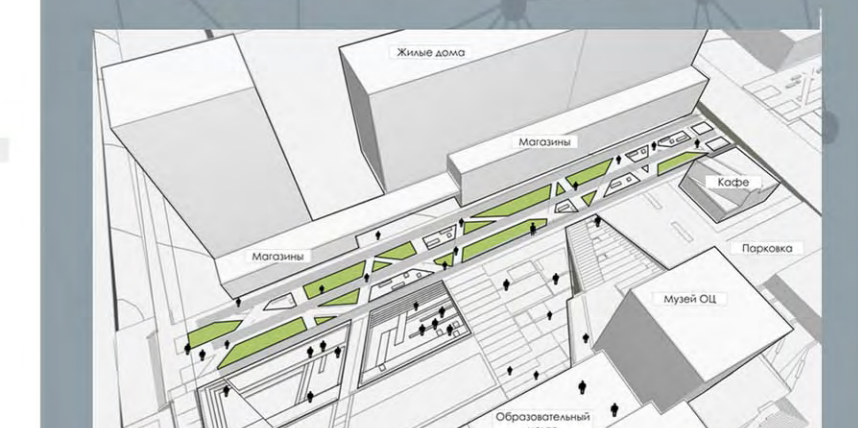 Жилые дома
Магазины
Кафе
Магазины
Парковка
Музей ОЦ
Образовательный